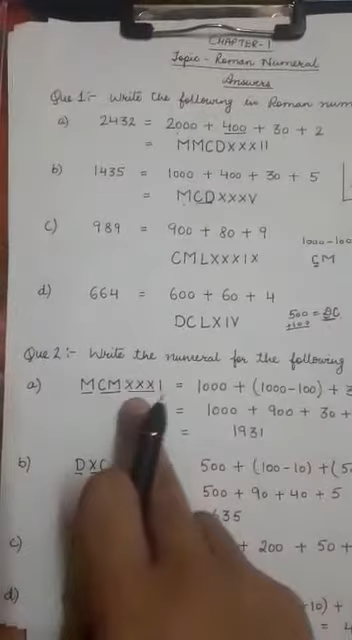 CHAPTER-1
Topic - Roman Numeral
Answers
Que 1:- Write the following in Roman num
a) 2432 = 2000 + 400 + 30 + 2
= MMCDXXXII
b) 1435 = 1000 + 400 + 30 + 5
= MCDXXXV
c) 989 = 900 + 80 + 9 1000-100
CMLXXXIX CM
d) 664 = 600 + 60 + 4
DCLXIV 500 =
Que 2:- Write the numeral for the following
a) MCMXXXI = 1000 + (1000-100) + 3
= 1000 + 900 + 30 +
= 1931
b) DXC 500 + (100-10) + (5
500 + 90 + 40 + 5
635
c) + 200 + 50 +
d) -10) +
= 4